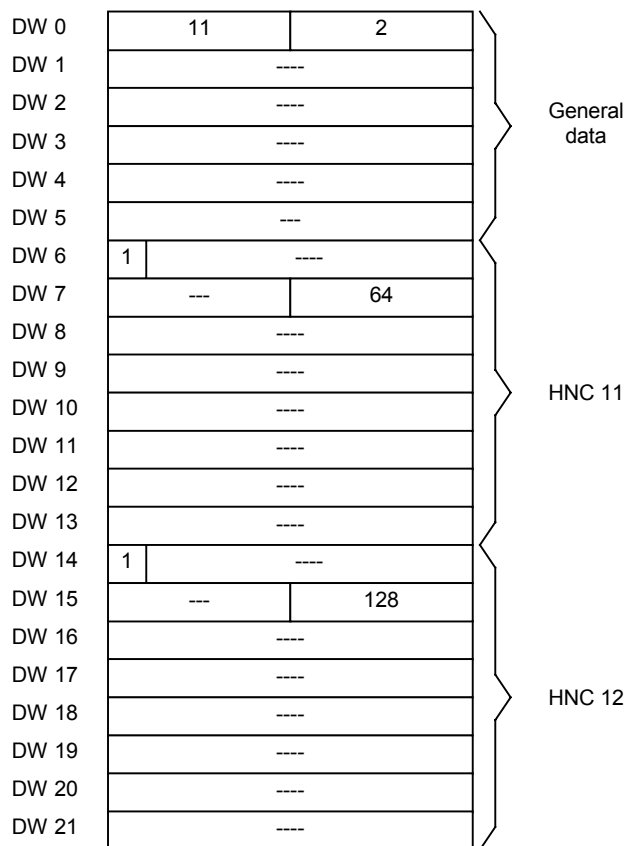 DW 0 11 2
DW 1 ----
DW 2 ----
General
DW 3 ----
data
DW 4 ----
DW 5 ---
DW 6 1 ----
DW 7 --- 64
DW 8 ----
DW 9 ----
HNC 11
DW 10 ----
DW 11 ----
DW 12 ----
DW 13 ----
DW 14 1 ----
DW 15 --- 128
DW 16 ----
DW 17 ----
HNC 12
DW 18 ----
DW 19 ----
DW 20 ----
DW 21 ----